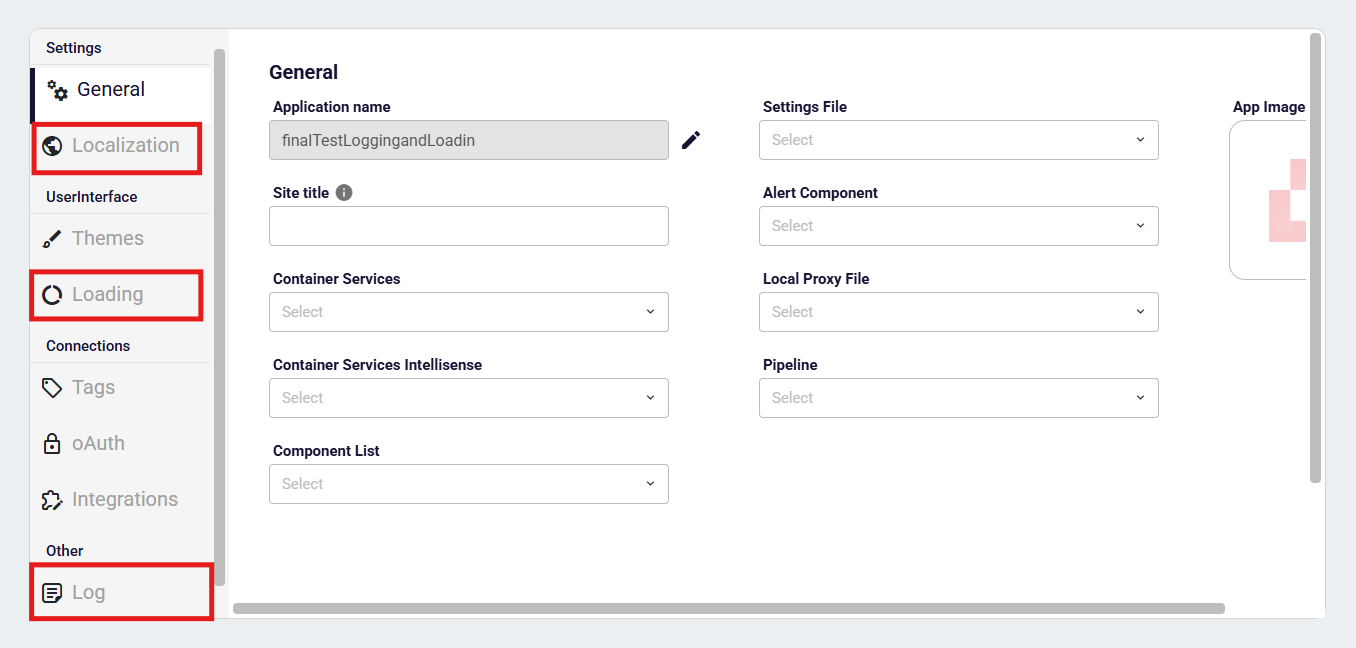 Settings
General
Localization
UserInterface
Themes
Loading
Connections
Tags
oAuth
Integrations
Other
Log
General
Application name
finalTestLoggingandLoadin
Site title
Container Services
Select
Container Services Intellisense
Select
Component List
Select
Settings File
Select
Alert Component
Select
Local Proxy File
Select
Pipeline
Select
App Image